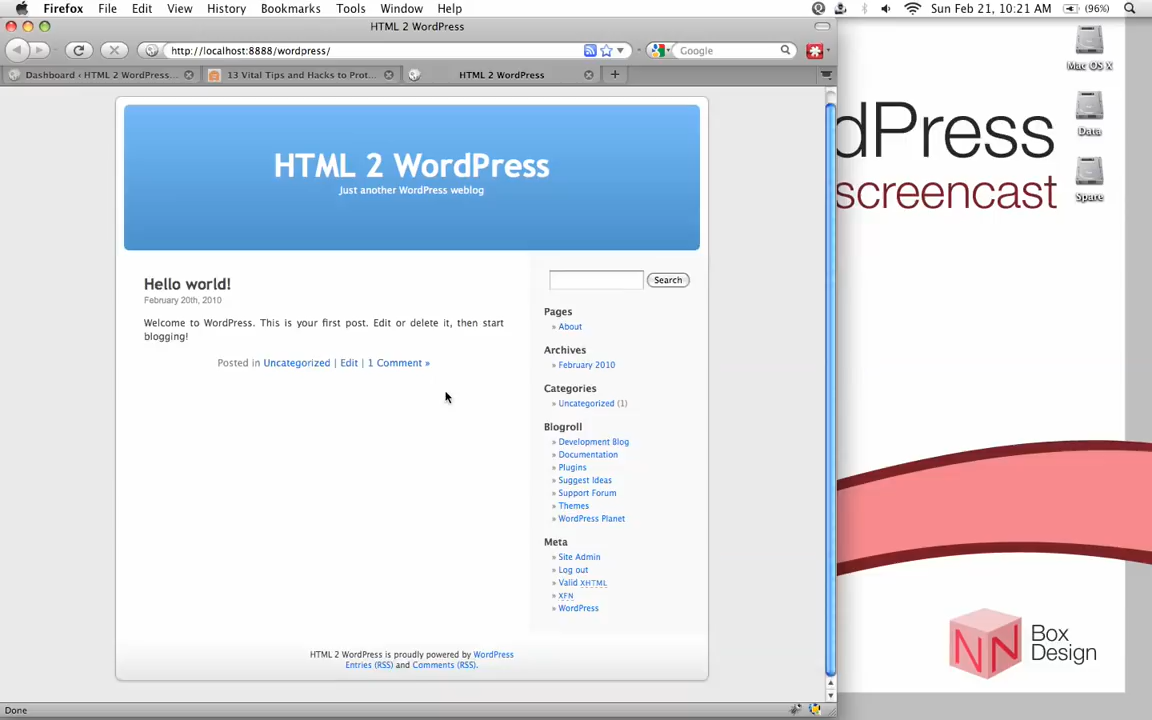 Firefox File Edit View History Bookmarks Tools Window Help (96%) Sun Feb 21, 10:21 AM
HTML 2 WordPress
http://localhost:8888/wordpress/ Google
Dashboard ‹ HTML 2 WordPress... 13 Vital Tips and Hacks to Prot... HTML 2 WordPress
Mac OS X
dPress
Data
screencast
Spare
HTML 2 WordPress
Just another WordPress weblog
Hello world!
February 20th, 2010
Welcome to WordPress. This is your first post. Edit or delete it, then start
blogging!
Posted in Uncategorized | Edit | 1 Comment »
Search
Pages
» About
Archives
» February 2010
Categories
» Uncategorized (1)
Blogroll
» Development Blog
» Documentation
» Plugins
» Suggest Ideas
» Support Forum
» Themes
» WordPress Planet
Meta
» Site Admin
» Log out
» Valid XHTML
» XFN
» WordPress
HTML 2 WordPress is proudly powered by WordPress
Entries (RSS) and Comments (RSS).
NN Box
Design
Done